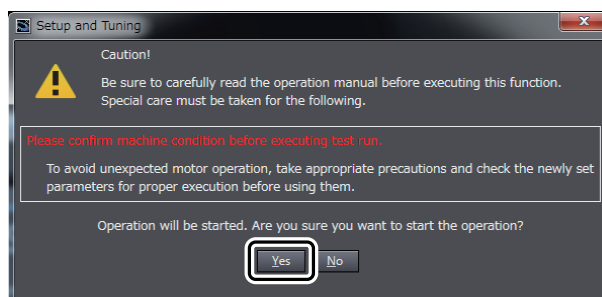 Setup and Tuning
Caution!
Be sure to carefully read the operation manual before executing this function.
Special care must be taken for the following.
Please confirm machine condition before executing test run.
To avoid unexpected motor operation, take appropriate precautions and check the newly set
parameters for proper execution before using them.
Operation will be started. Are you sure you want to start the operation?
Yes No